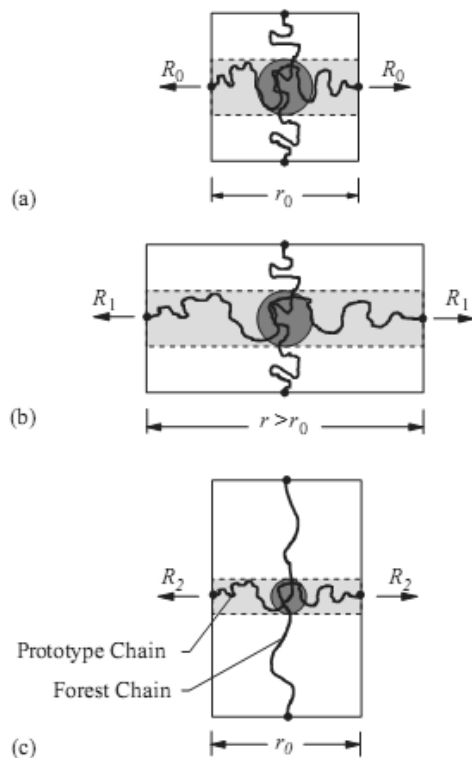 R0 R0
(a)
r0
R1 R1
(b)
r > r0
R2 R2
Prototype Chain
Forest Chain
(c)
r0